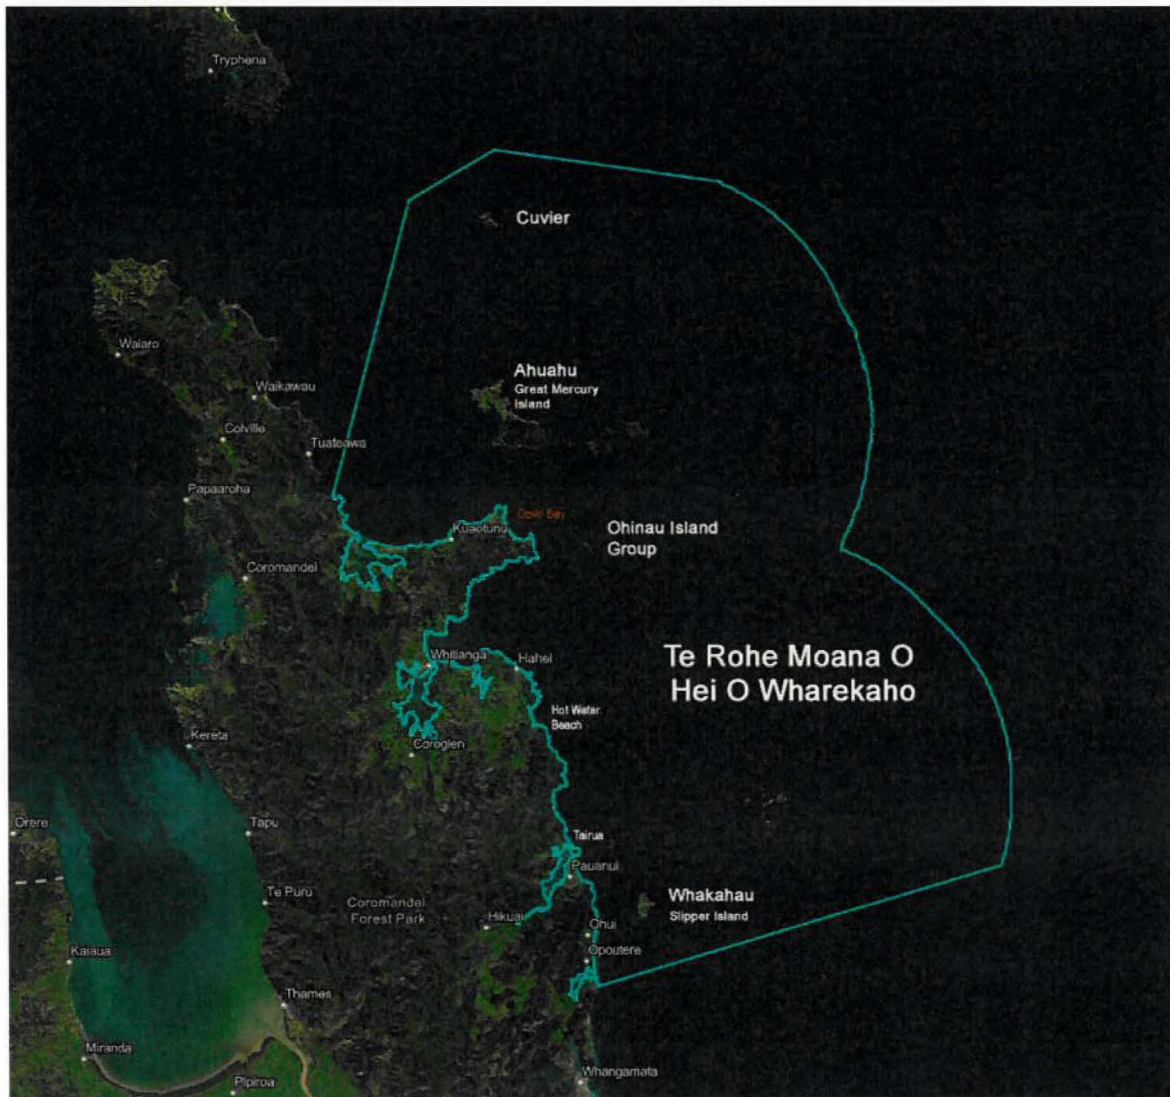 Tryphena
Cuvier
Waiaro
Ahuahu
Great Mercury
Island
Waikawau
Colville
Tuateawa
Papaaroha
Kuaotunu
Ohinau Island
Group
Coromandel
Te Rohe Moana O
Hei O Wharekaho
Whitianga
Hahei
Hot Water
Beach
Kereta
Coroglen
Orere
Tapu
Tairua
Pauanui
Te Puru
Coromandel
Forest Park
Whakahau
Slipper Island
Hikuai
Ohui
Opoutere
Kaiaua
Thames
Miranda
Pipiroa
Whangamata